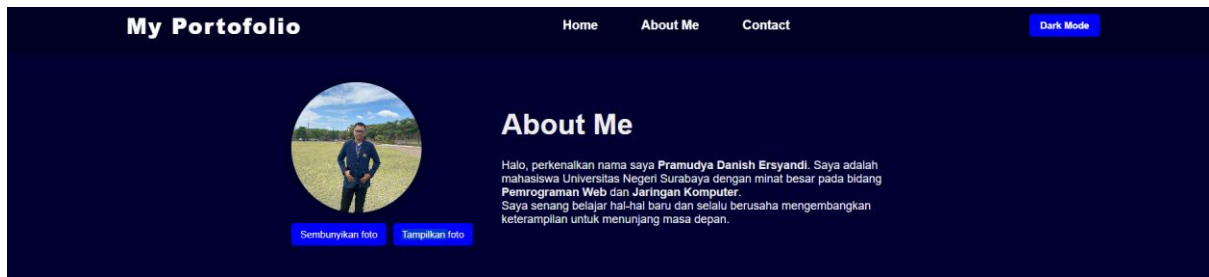 My Portofolio
Home About Me Contact
Dark Mode
About Me
Halo, perkenalkan nama saya Pramudya Danish Ersyandi. Saya adalah
mahasiswa Universitas Negeri Surabaya dengan minat besar pada bidang
Pemrograman Web dan Jaringan Komputer.
Saya senang belajar hal-hal baru dan selalu berusaha mengembangkan
keterampilan untuk menunjang masa depan.
Sembunyikan foto Tampilkan foto